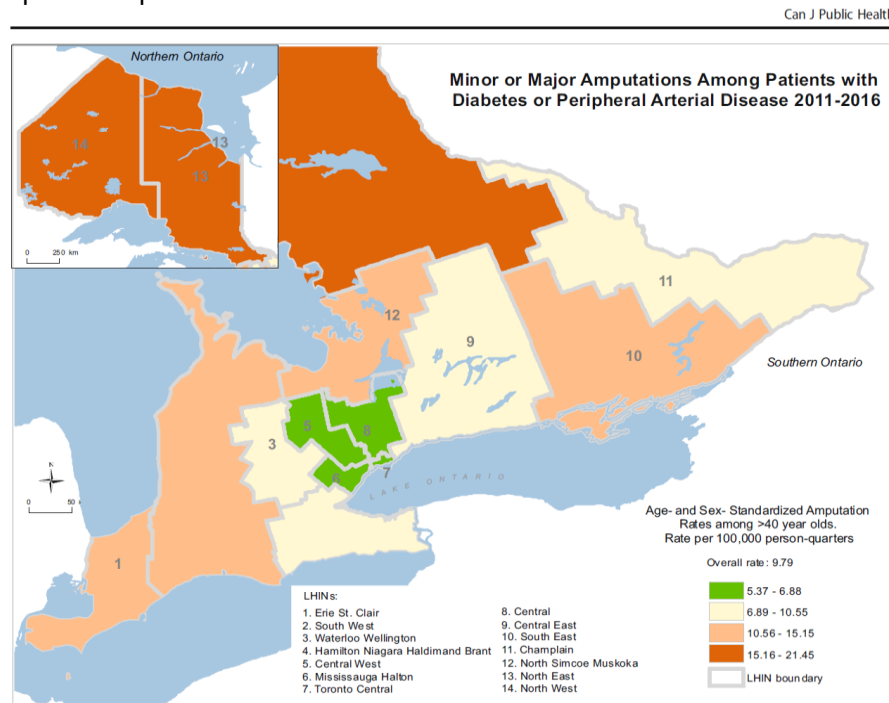 Can J Public Health
Northern Ontario
Minor or Major Amputations Among Patients with
Diabetes or Peripheral Arterial Disease 2011-2016
14
13
13
0 250 km
12
11
9
10
Southern Ontario
5
8
3
6
7
LAKE ONTARIO
N
0 50
1
Age- and Sex- Standardized Amputation
Rates among >40 year olds.
Rate per 100,000 person-quarters
Overall rate: 9.79
5.37 - 6.88
6.89 - 10.55
10.56 - 15.15
15.16 - 21.45
LHIN boundary
LHINs:
1. Erie St. Clair
2. South West
3. Waterloo Wellington
4. Hamilton Niagara Haldimand Brant
5. Central West
6. Mississauga Halton
7. Toronto Central
8. Central
9. Central East
10. South East
11. Champlain
12. North Simcoe Muskoka
13. North East
14. North West